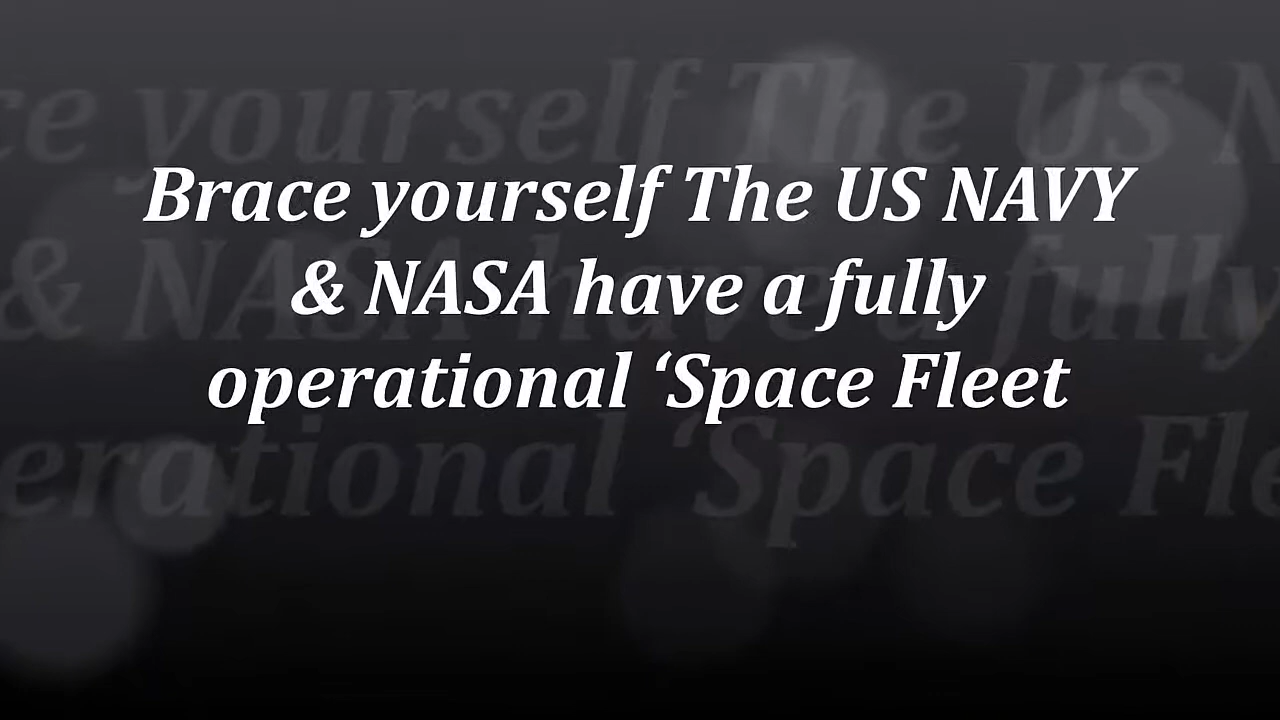 Brace yourself The US NAVY
& NASA have a fully
operational ‘Space Fleet